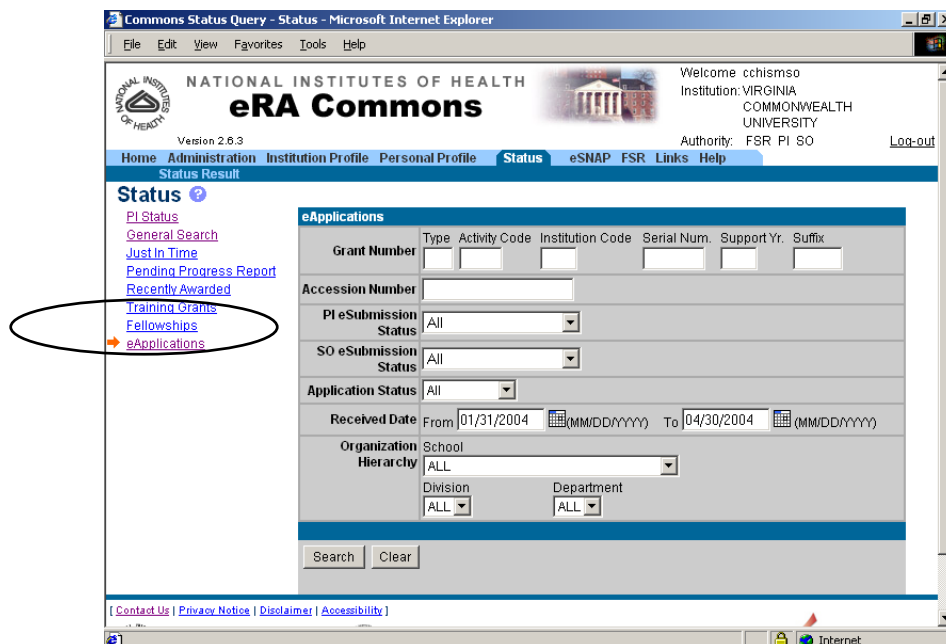 Commons Status Query - Status - Microsoft Internet Explorer
File Edit View Favorites Tools Help
NATIONAL INSTITUTES OF HEALTH
eRA Commons
Version 2.6.3
NATIONAL INSTITUTES OF HEALTH
Welcome cchismso
Institution: VIRGINIA
COMMONWEALTH
UNIVERSITY
Authority: FSR PI SO
Log-out
Home Administration Institution Profile Personal Profile Status eSNAP FSR Links Help
Status Result
Status ?
PI Status
General Search
Just In Time
Pending Progress Report
Recently Awarded
Training Grants
Fellowships
eApplications
eApplications
Type Activity Code Institution Code Serial Num. Support Yr. Suffix
Grant Number
Accession Number
PI eSubmission
Status All
SO eSubmission
Status All
Application Status All
Received Date From 01/31/2004 (MM/DD/YYYY) To 04/30/2004 (MM/DD/YYYY)
Organization
Hierarchy
School
ALL
Division Department
ALL ALL
Search Clear
[ Contact Us | Privacy Notice | Disclaimer | Accessibility ]
Internet